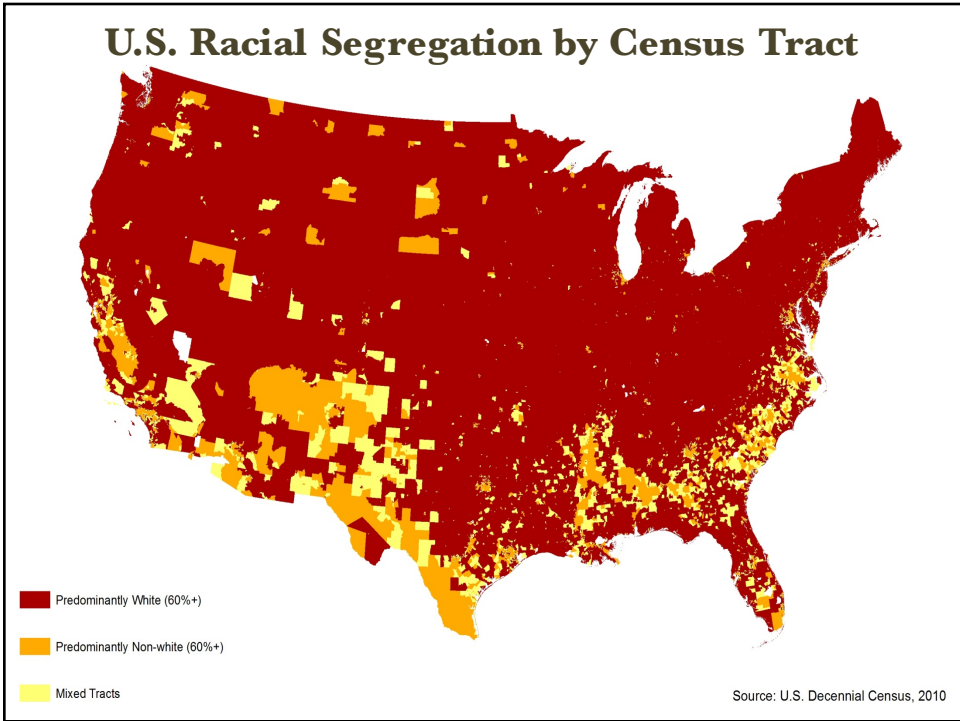 U.S. Racial Segregation by Census Tract
Predominantly White (60%+)
Predominantly Non-white (60%+)
Mixed Tracts
Source: U.S. Decennial Census, 2010